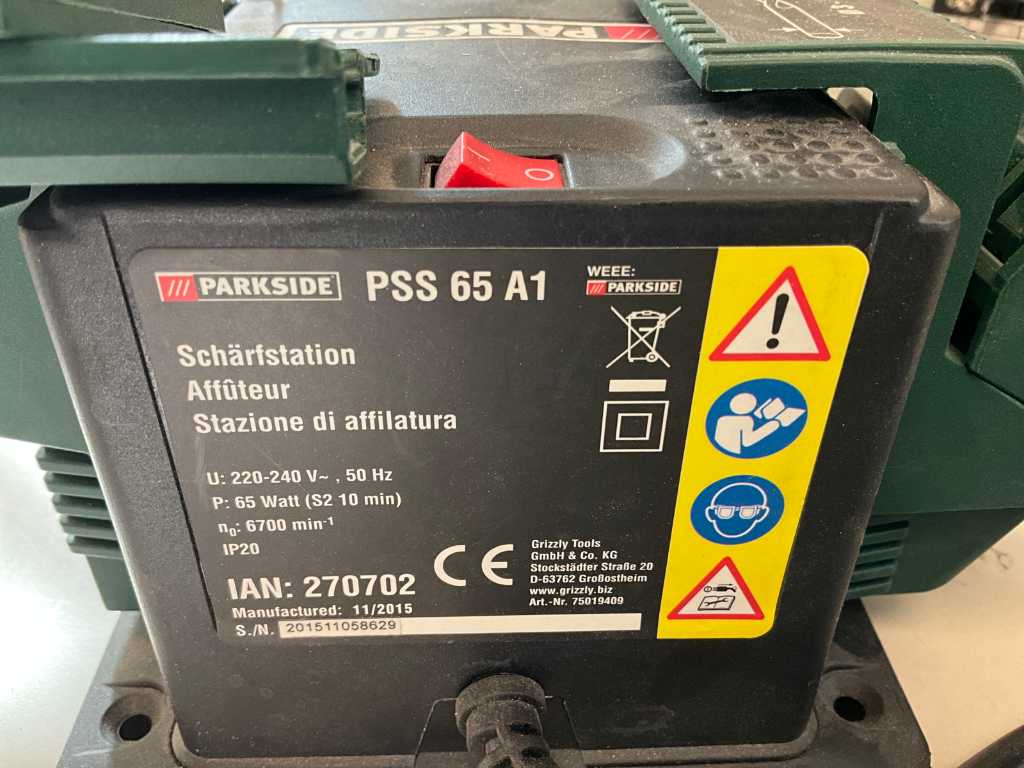 PARKSIDE
I O
PARKSIDE PSS 65 A1
WEEE:
PARKSIDE
Schärfstation
Affûteur
Stazione di affilatura
U: 220-240 V~ , 50 Hz
P: 65 Watt (S2 10 min)
n0: 6700 min-1
IP20
IAN: 270702
Manufactured: 11/2015
S./N. 201511058629
CE
Grizzly Tools
GmbH & Co. KG
Stockstädter Straße 20
D-63762 Großostheim
www.grizzly.biz
Art.-Nr. 75019409